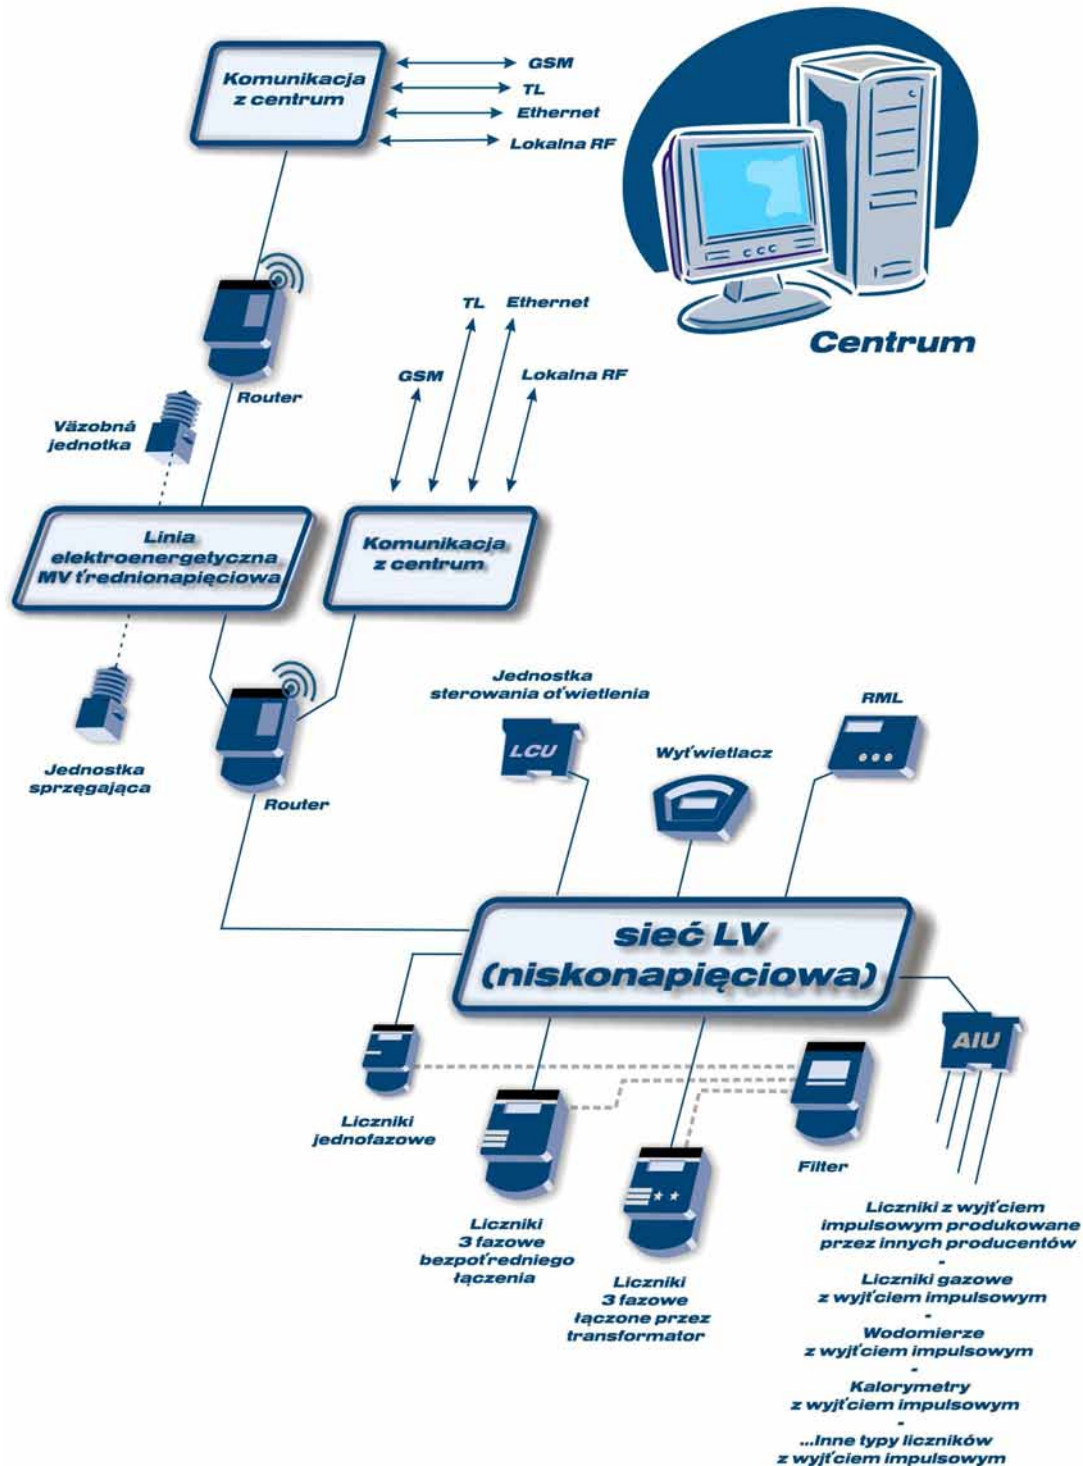 Komunikacja
z centrum
GSM
TL
Ethernet
Lokalna RF
Centrum
Router
TL
Ethernet
GSM
Lokalna RF
Väzobná
jednotka
Linia
elektroenergetyczna
MV ťrednionapięciowa
Komunikacja
z centrum
Jednostka
sprzęgająca
Router
Jednostka
sterowania oťwietlenia
LCU
Wyťwietlacz
RML
sieć LV
(niskonapięciowa)
AIU
Liczniki
jednofazowe
Liczniki
3 fazowe
bezpoťredniego
łączenia
Liczniki
3 fazowe
łączone przez
transformator
Filter
Liczniki z wyjťciem
impulsowym produkowane
przez innych producentów
-
Liczniki gazowe
z wyjťciem impulsowym
-
Wodomierze
z wyjťciem impulsowym
-
Kalorymetry
z wyjťciem impulsowym
-
...Inne typy liczników
z wyjťciem impulsowym